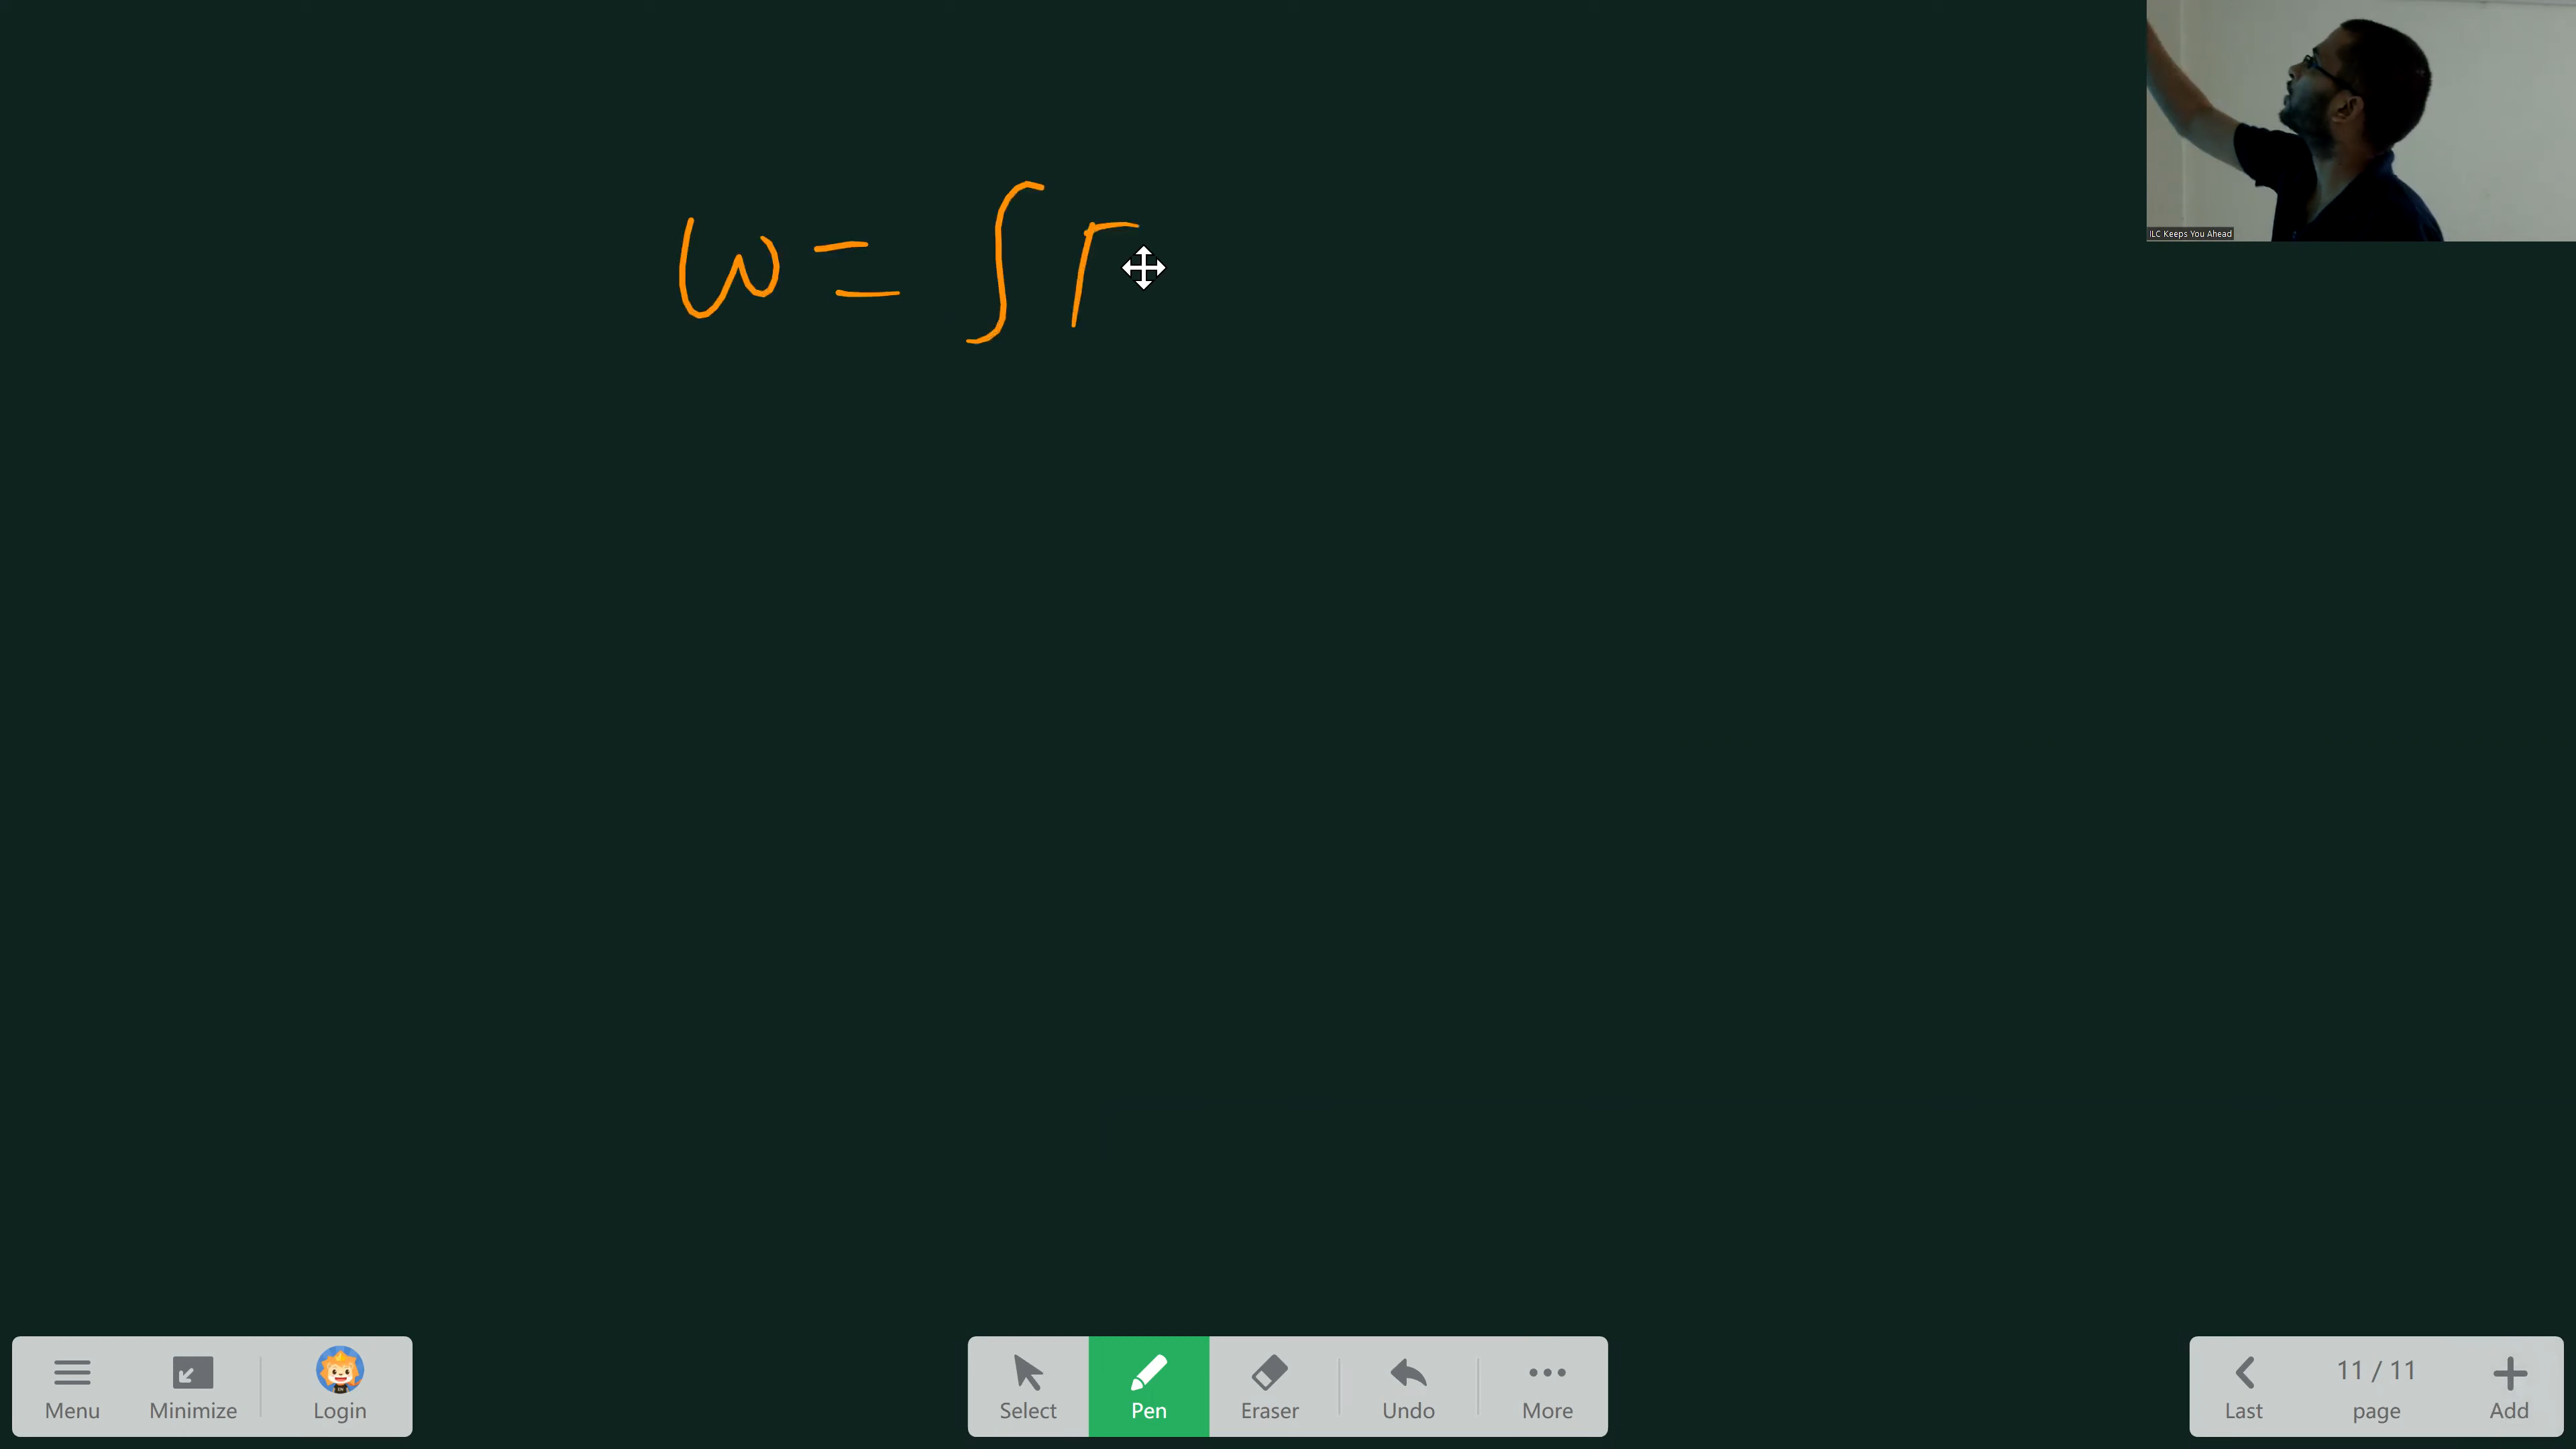 ILC Keeps You Ahead
W = ∫ Γ
Menu Minimize Login Select Pen Eraser Undo More Last 11 / 11 page Add